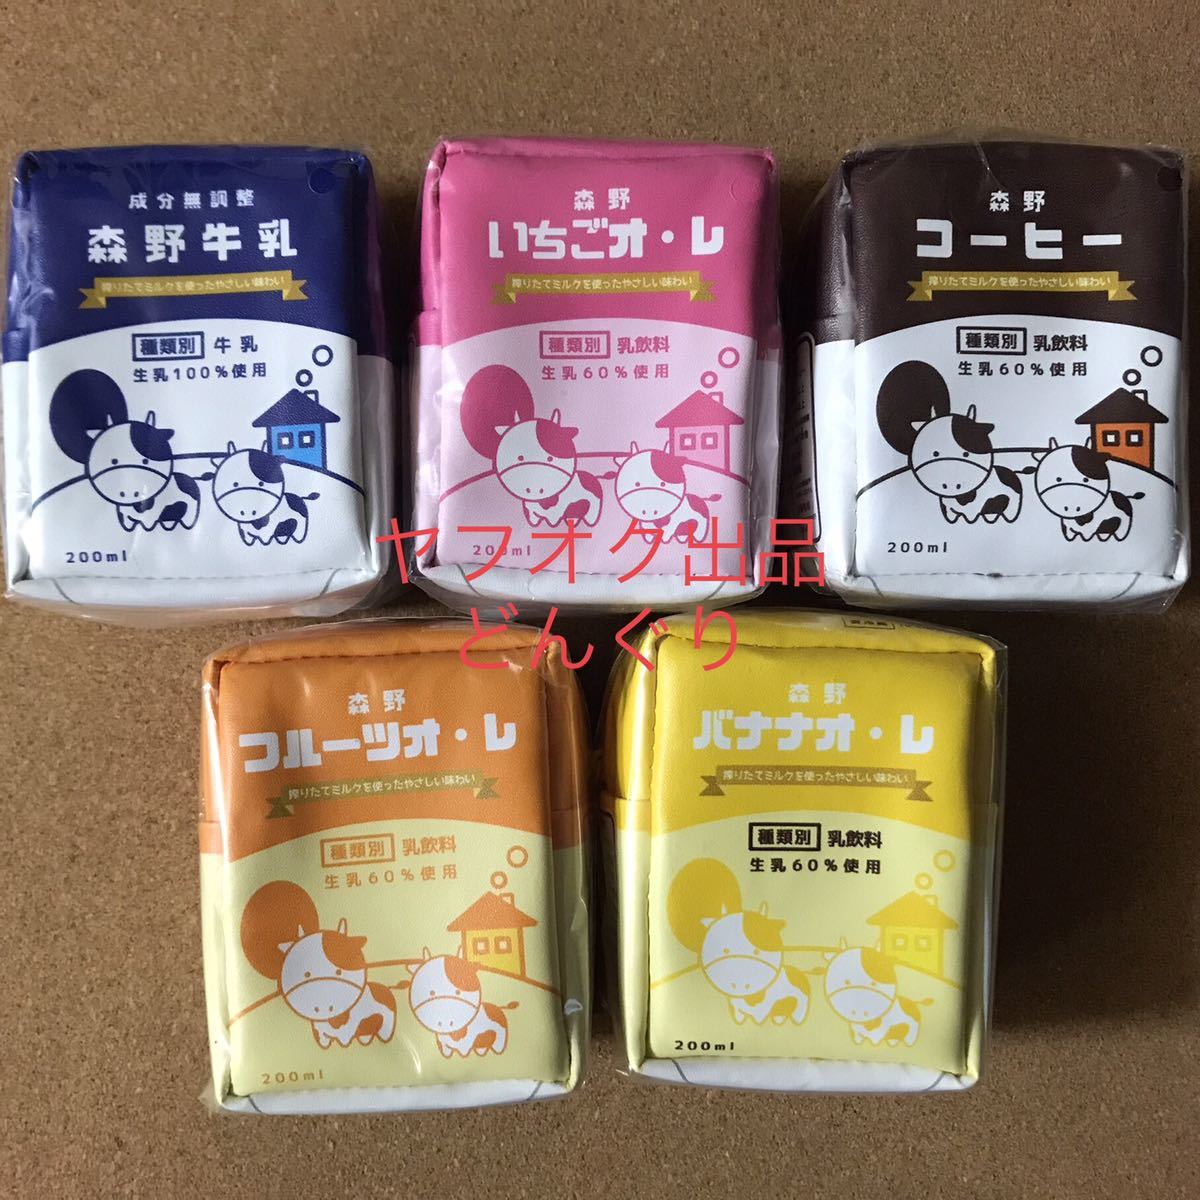 成分無調整
森野牛乳
搾りたてミルクを使ったやさしい味わい
種類別 牛乳
生乳100%使用
200ml
森野
いちごオ・レ
搾りたてミルクを使ったやさしい味わい
種類別 乳飲料
生乳60%使用
200ml
森野
コーヒー
搾りたてミルクを使ったやさしい味わい
種類別 乳飲料
生乳60%使用
200ml
ヤフオク出品
どんぐり
森野
フルーツオ・レ
搾りたてミルクを使ったやさしい味わい
種類別 乳飲料
生乳60%使用
200ml
森野
バナナオ・レ
搾りたてミルクを使ったやさしい味わい
種類別 乳飲料
生乳60%使用
200ml